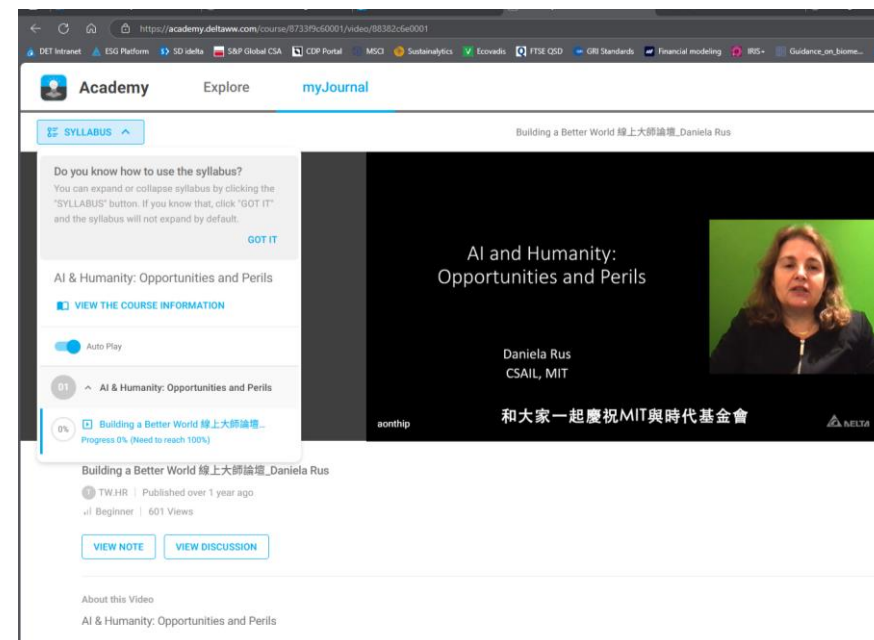 https://academy.deltaww.com/course/8733f9c60001/video/88382c6e0001
DET Intranet ESG Platform SD idelta S&P Global CSA CDP Portal MSCI Sustainalytics Ecovadis FTSE QSD GRI Standards Financial modeling IRIS+ Guidance_on_biome...
Academy Explore myJournal
SYLLABUS
Building a Better World 線上大師論壇_Daniela Rus
Do you know how to use the syllabus?
You can expand or collapse syllabus by clicking the
"SYLLABUS" button. If you know that, click "GOT IT"
and the syllabus will not expand by default.
GOT IT
AI & Humanity: Opportunities and Perils
VIEW THE COURSE INFORMATION
Auto Play
01 AI & Humanity: Opportunities and Perils
0% Building a Better World 線上大師論壇...
Progress 0% (Need to reach 100%)
AI and Humanity:
Opportunities and Perils
Daniela Rus
CSAIL, MIT
aonthip
和大家一起慶祝MIT與時代基金會
DELTA
Building a Better World 線上大師論壇_Daniela Rus
T TW.HR | Published over 1 year ago
Beginner | 601 Views
VIEW NOTE VIEW DISCUSSION
About this Video
AI & Humanity: Opportunities and Perils